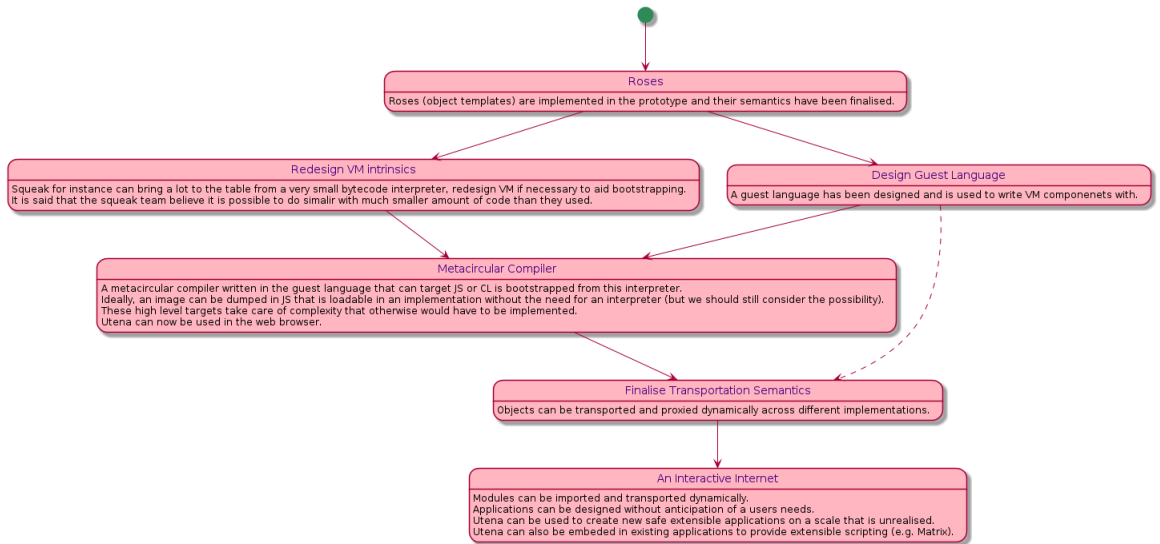 Roses
Roses (object templates) are implemented in the prototype and their semantics have been finalised.
Redesign VM intrinsics
Squeak for instance can bring a lot to the table from a very small bytecode interpreter, redesign VM if necessary to aid bootstrapping.
It is said that the squeak team believe it is possible to do simalir with much smaller amount of code than they used.
Design Guest Language
A guest language has been designed and is used to write VM componenets with.
Metacircular Compiler
A metacircular compiler written in the guest language that can target JS or CL is bootstrapped from this interpreter.
Ideally, an image can be dumped in JS that is loadable in an implementation without the need for an interpreter (but we should still consider the possibility).
These high level targets take care of complexity that otherwise would have to be implemented.
Utena can now be used in the web browser.
Finalise Transportation Semantics
Objects can be transported and proxied dynamically across different implementations.
An Interactive Internet
Modules can be imported and transported dynamically.
Applications can be designed without anticipation of a users needs.
Utena can be used to create new safe extensible applications on a scale that is unrealised.
Utena can also be embeded in existing applications to provide extensible scripting (e.g. Matrix).